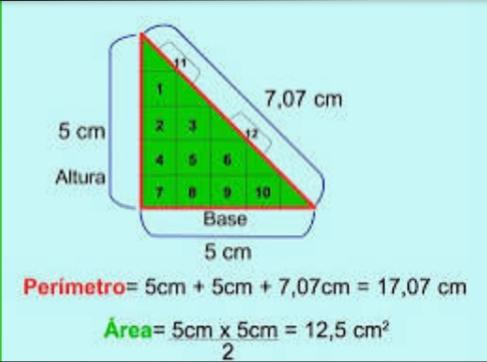 11
1
7,07 cm
5 cm
2 3
12
4 5 6
Altura
7 8 9 10
Base
5 cm
Perímetro= 5cm + 5cm + 7,07cm = 17,07 cm
Área= 5cm x 5cm = 12,5 cm²
2